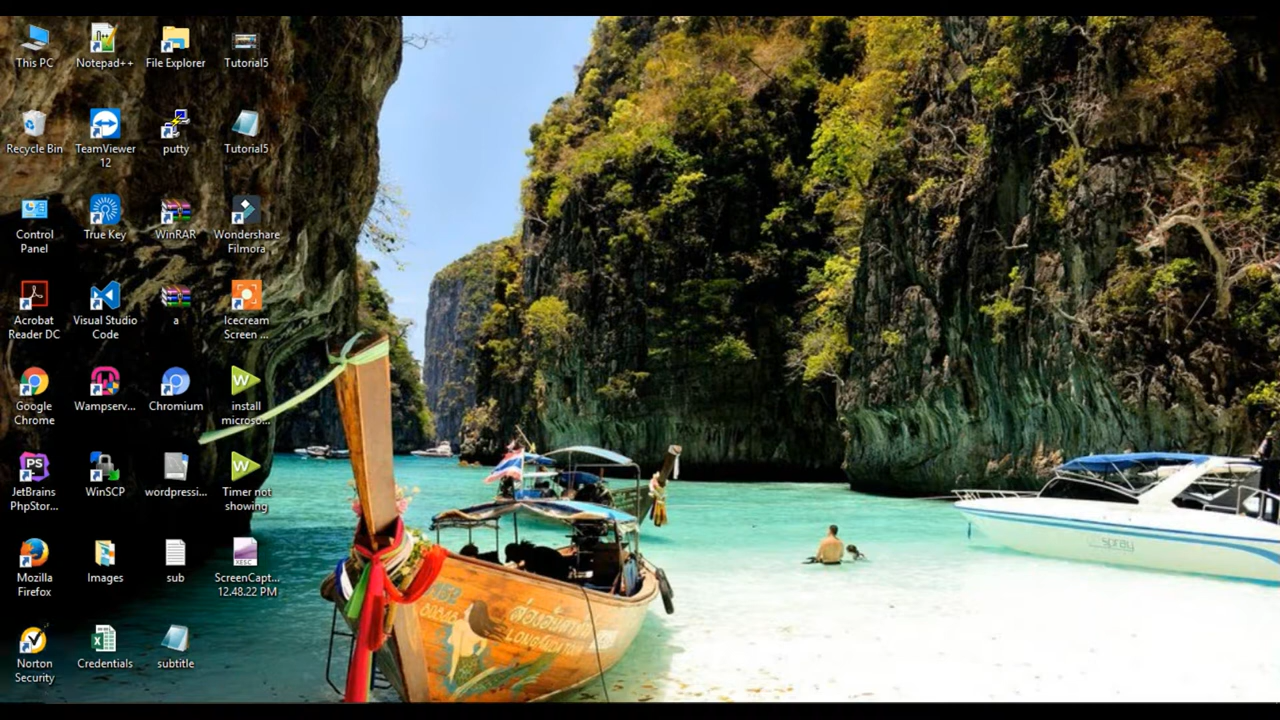 This PC
Notepad++
File Explorer
Tutorial5
Recycle Bin
TeamViewer
12
putty
Tutorial5
Control
Panel
True Key
WinRAR
Wondershare
Filmora
Acrobat
Reader DC
Visual Studio
Code
a
Icecream
Screen ...
Google
Chrome
Wampserv...
Chromium
install
microso...
JetBrains
PhpStor...
WinSCP
wordpressi...
Timer not
showing
Mozilla
Firefox
Images
sub
ScreenCapt...
12.48.22 PM
Norton
Security
Credentials
subtitle